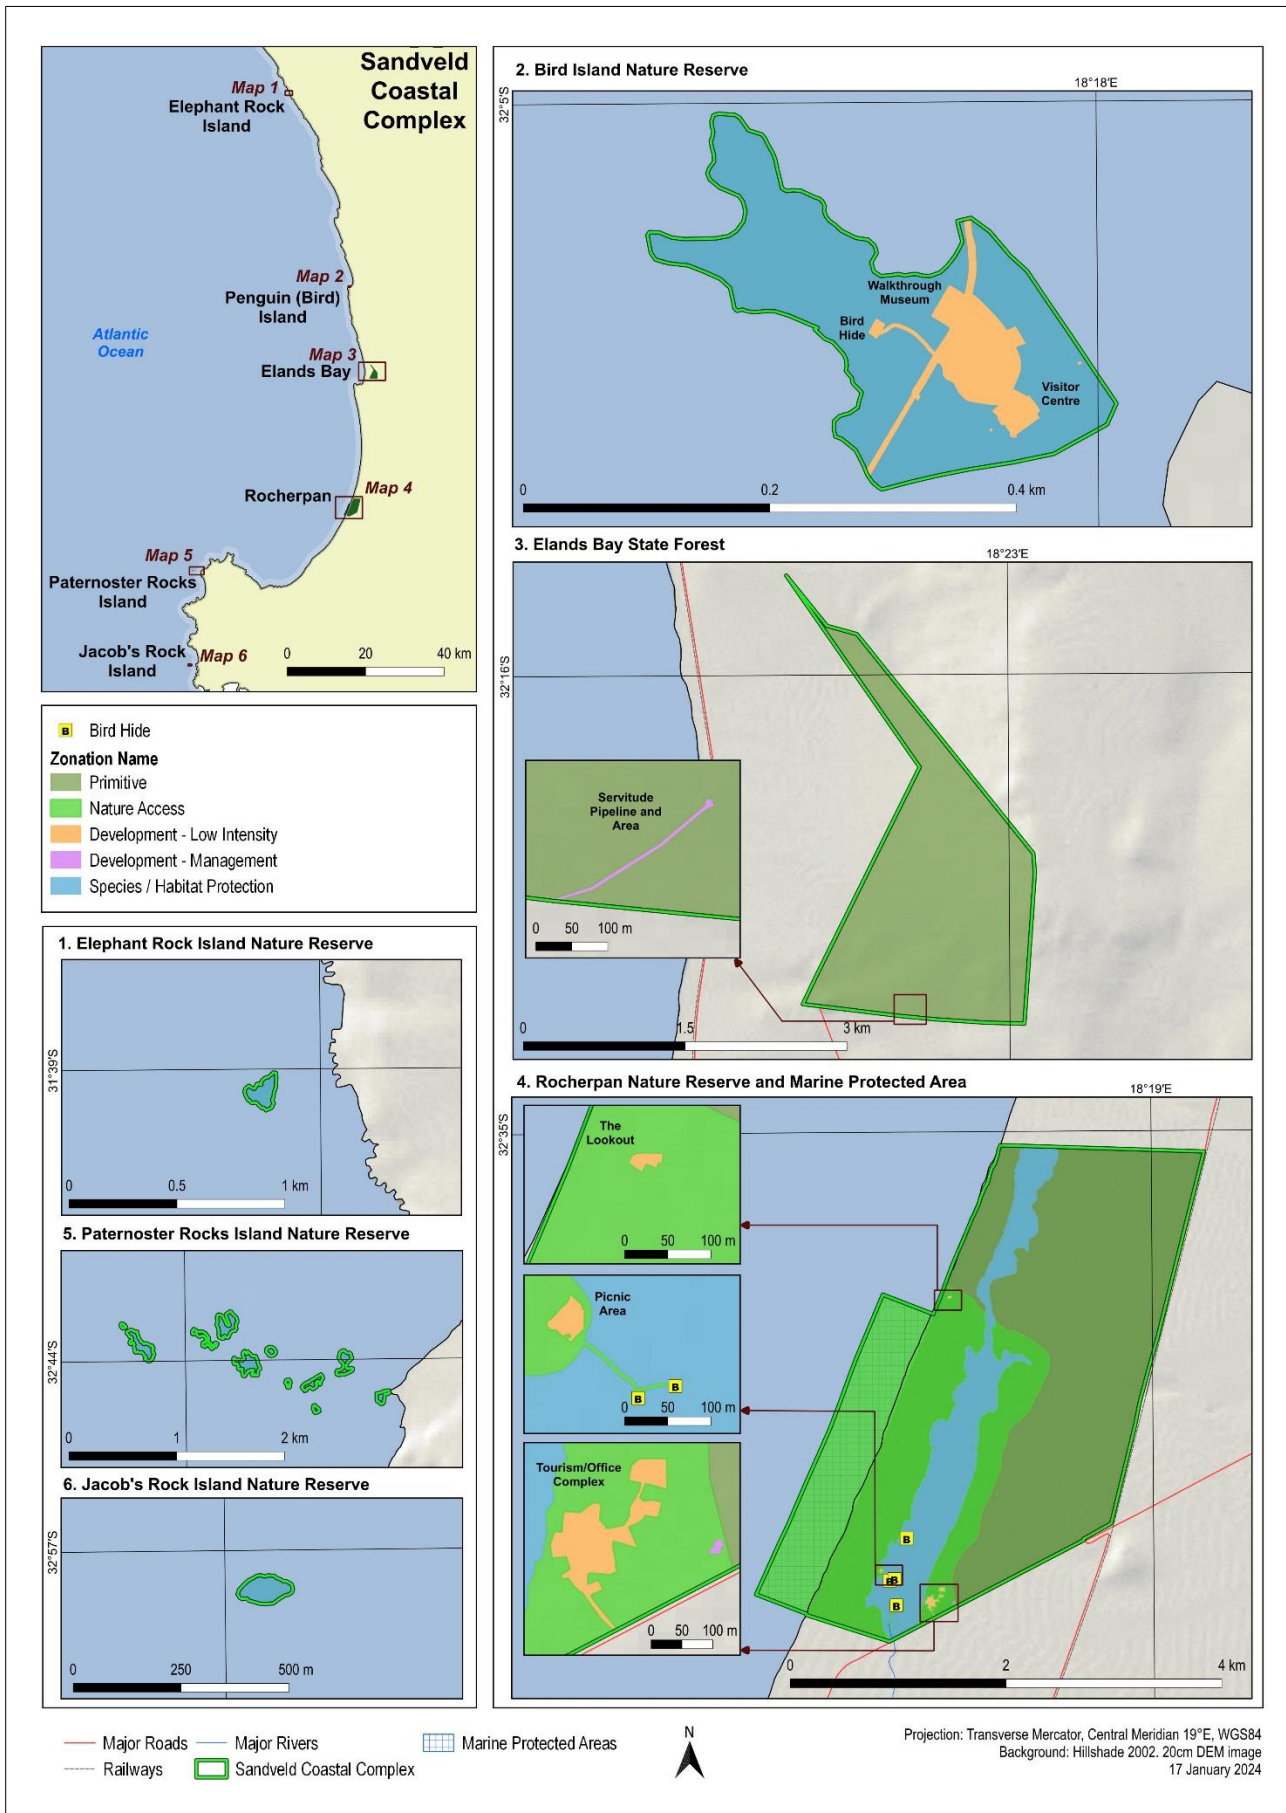 Sandveld
Coastal
Complex
Map 1
Elephant Rock
Island
Map 2
Penguin (Bird)
Island
Atlantic
Ocean
Map 3
Elands Bay
Rocherpan
Map 4
Map 5
Paternoster Rocks
Island
Jacob's Rock
Island
Map 6
0 20 40 km
B Bird Hide
Zonation Name
Primitive
Nature Access
Development - Low Intensity
Development - Management
Species / Habitat Protection
1. Elephant Rock Island Nature Reserve
31°39'S
0 0.5 1 km
5. Paternoster Rocks Island Nature Reserve
32°44'S
0 1 2 km
6. Jacob's Rock Island Nature Reserve
32°57'S
0 250 500 m
2. Bird Island Nature Reserve
18°18'E
32°5'S
Walkthrough
Museum
Bird
Hide
Visitor
Centre
0 0.2 0.4 km
3. Elands Bay State Forest
18°23'E
32°16'S
Servitude
Pipeline and
Area
0 50 100 m
0 1.5 3 km
4. Rocherpan Nature Reserve and Marine Protected Area
18°19'E
32°35'S
The
Lookout
0 50 100 m
Picnic
Area
B B
0 50 100 m
Tourism/Office
Complex
0 50 100 m
B
B B
B
0 2 4 km
Major Roads
Major Rivers
Marine Protected Areas
Railways
Sandveld Coastal Complex
N
Projection: Transverse Mercator, Central Meridian 19°E, WGS84
Background: Hillshade 2002. 20cm DEM image
17 January 2024